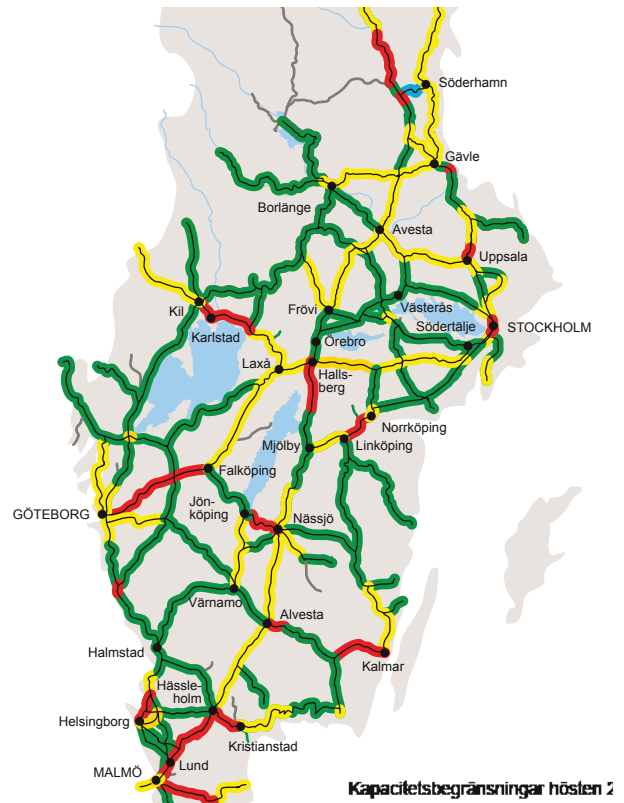 Söderhamn
Gävle
Borlänge
Avesta
Uppsala
Kil
Karlstad
Frövi
Västerås
Södertälje
STOCKHOLM
Örebro
Laxå
Halls-
berg
Norrköping
Mjölby
Linköping
Falköping
Jön-
köping
GÖTEBORG
Nässjö
Värnamo
Alvesta
Halmstad
Kalmar
Hässle-
holm
Helsingborg
Kristianstad
Lund
MALMÖ
Kapacitetsbegränsningar hösten 2